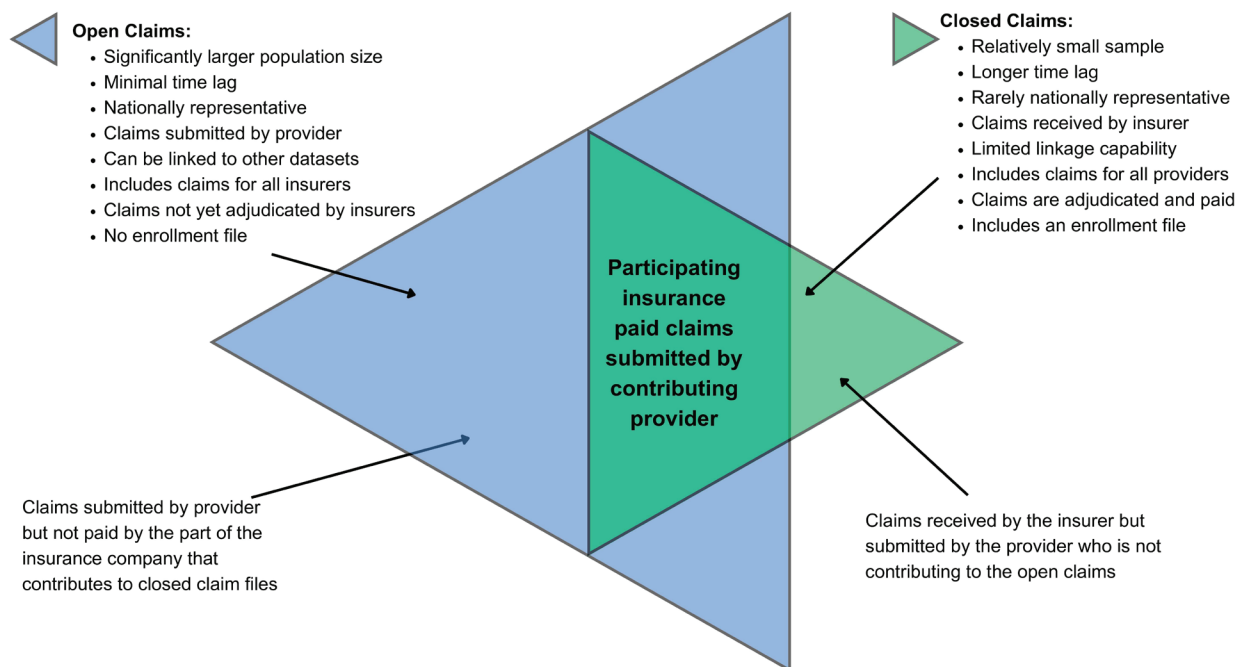 Open Claims:
• Significantly larger population size
• Minimal time lag
• Nationally representative
• Claims submitted by provider
• Can be linked to other datasets
• Includes claims for all insurers
• Claims not yet adjudicated by insurers
• No enrollment file
Closed Claims:
• Relatively small sample
• Longer time lag
• Rarely nationally representative
• Claims received by insurer
• Limited linkage capability
• Includes claims for all providers
• Claims are adjudicated and paid
• Includes an enrollment file
Participating
insurance
paid claims
submitted by
contributing
provider
Claims submitted by provider
but not paid by the part of the
insurance company that
contributes to closed claim files
Claims received by the insurer but
submitted by the provider who is not
contributing to the open claims